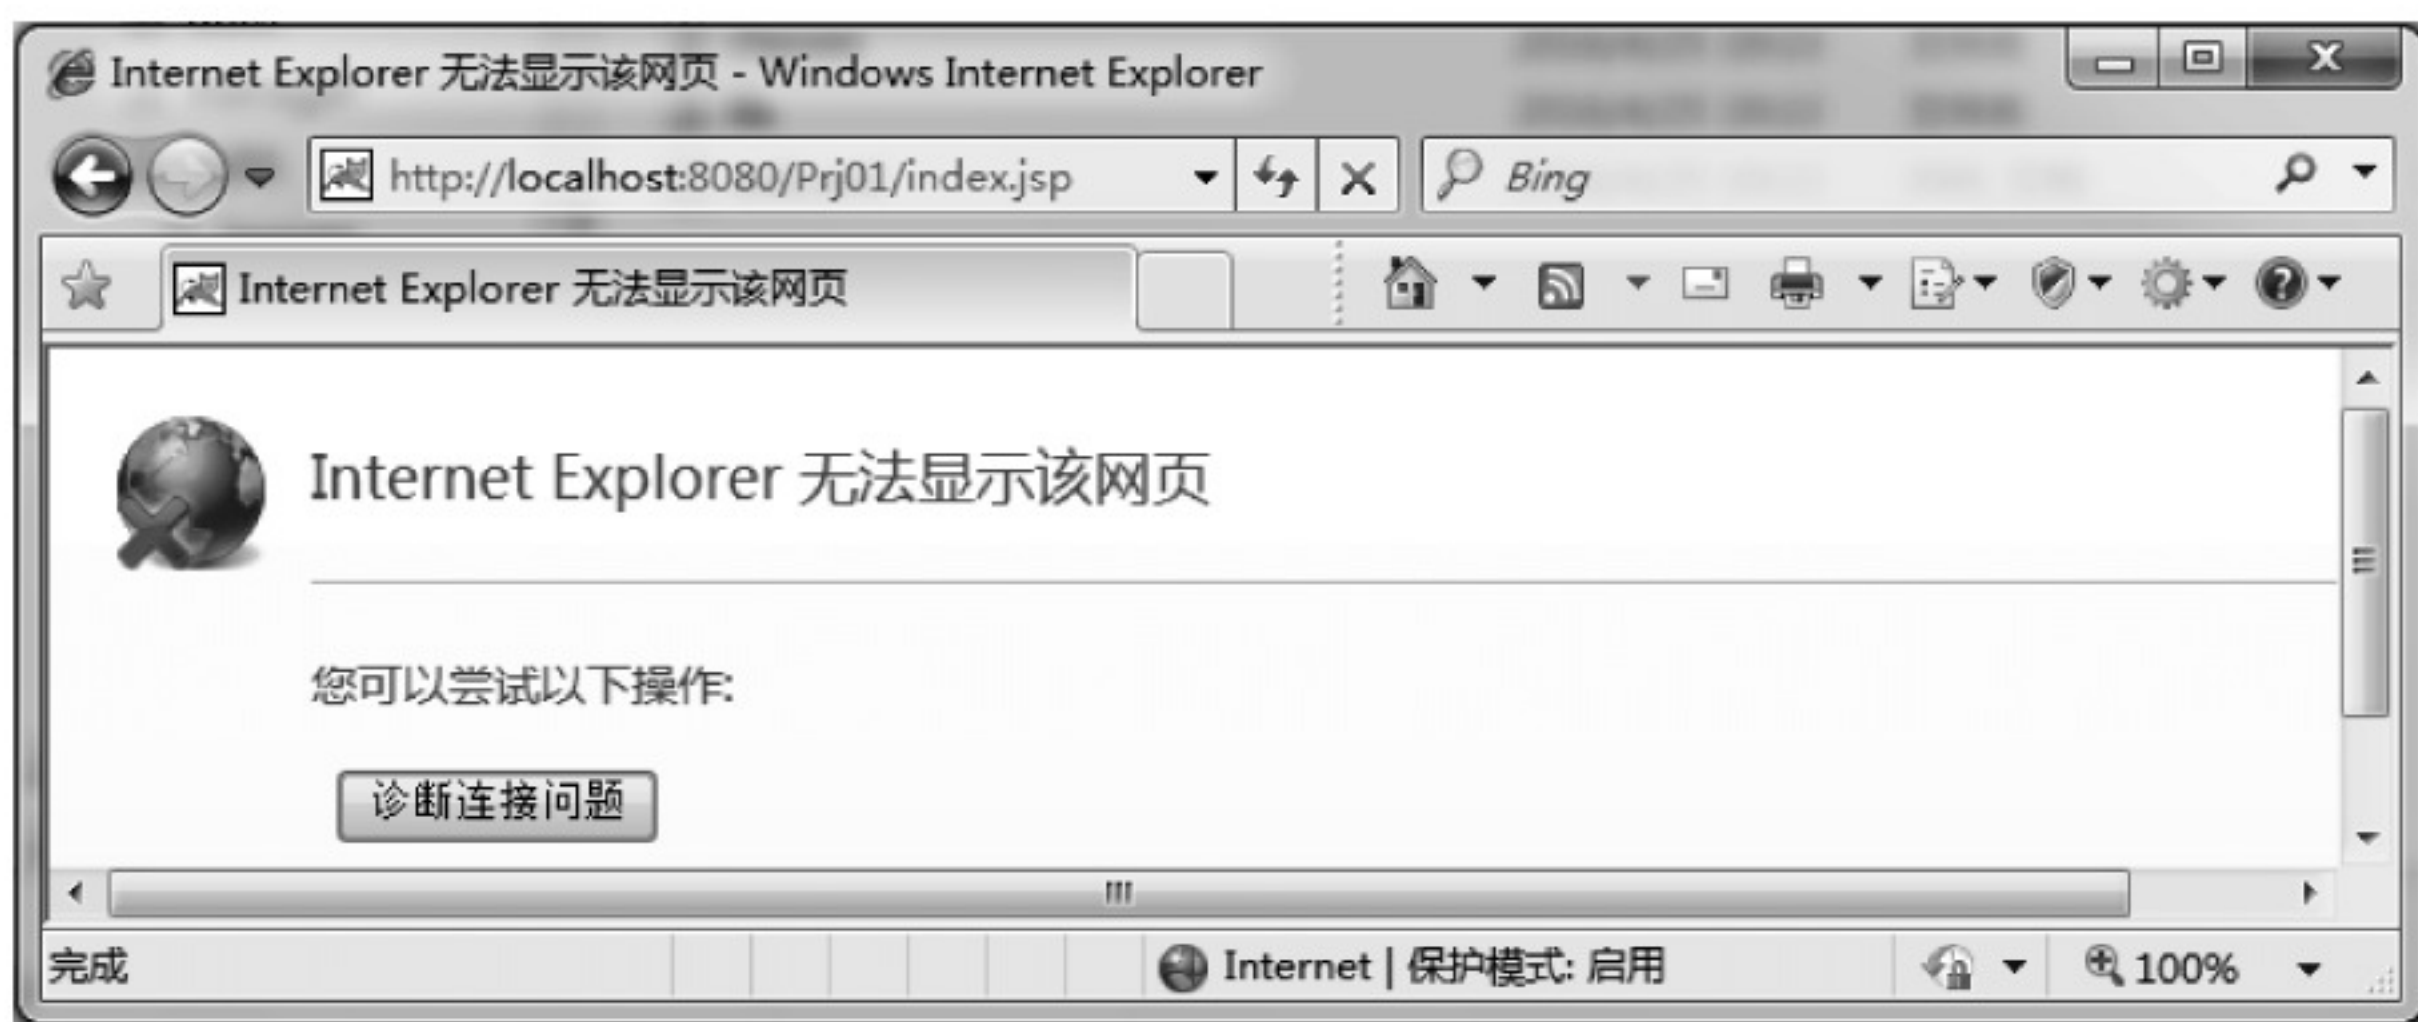 Internet Explorer 无法显示该网页 - Windows Internet Explorer
http://localhost:8080/Prj01/index.jsp
Bing
Internet Explorer 无法显示该网页
Internet Explorer 无法显示该网页
您可以尝试以下操作:
诊断连接问题
完成
Internet | 保护模式: 启用
100%